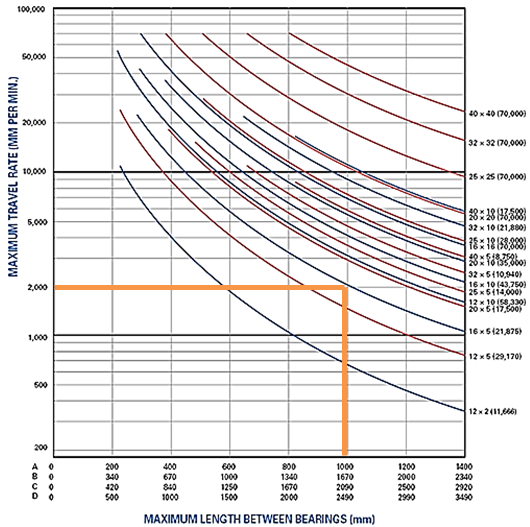 100,000
50,000
20,000
10,000
5,000
2,000
1,000
500
200
MAXIMUM TRAVEL RATE (MM PER MIN.)
40 × 40 (70,000)
32 × 32 (70,000)
25 × 25 (70,000)
40 × 10 (17,500)
20 × 20 (70,000)
32 × 10 (21,880)
25 × 10 (28,000)
16 × 16 (70,000)
40 × 5 (8,750)
20 × 10 (35,000)
32 × 5 (10,940)
16 × 10 (43,750)
25 × 5 (14,000)
12 × 10 (58,330)
20 × 5 (17,500)
16 × 5 (21,875)
12 × 5 (29,170)
12 × 2 (11,666)
A 0 200 400 600 800 1000 1200 1400
B 0 340 670 1000 1340 1670 2000 2340
C 0 420 840 1250 1670 2090 2500 2920
D 0 500 1000 1500 2000 2490 2990 3490
MAXIMUM LENGTH BETWEEN BEARINGS (mm)